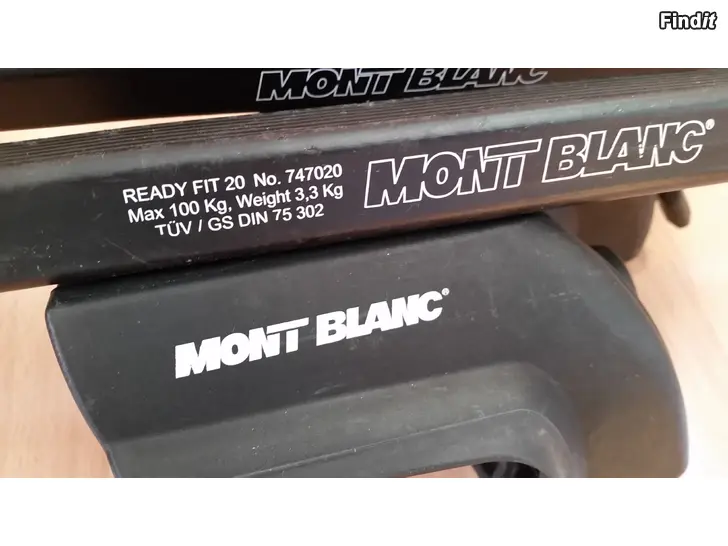 Findit
MONT BLANC
READY FIT 20 No. 747020
Max 100 Kg, Weight 3,3 Kg
TÜV / GS DIN 75 302
MONT BLANC®
MONT BLANC®